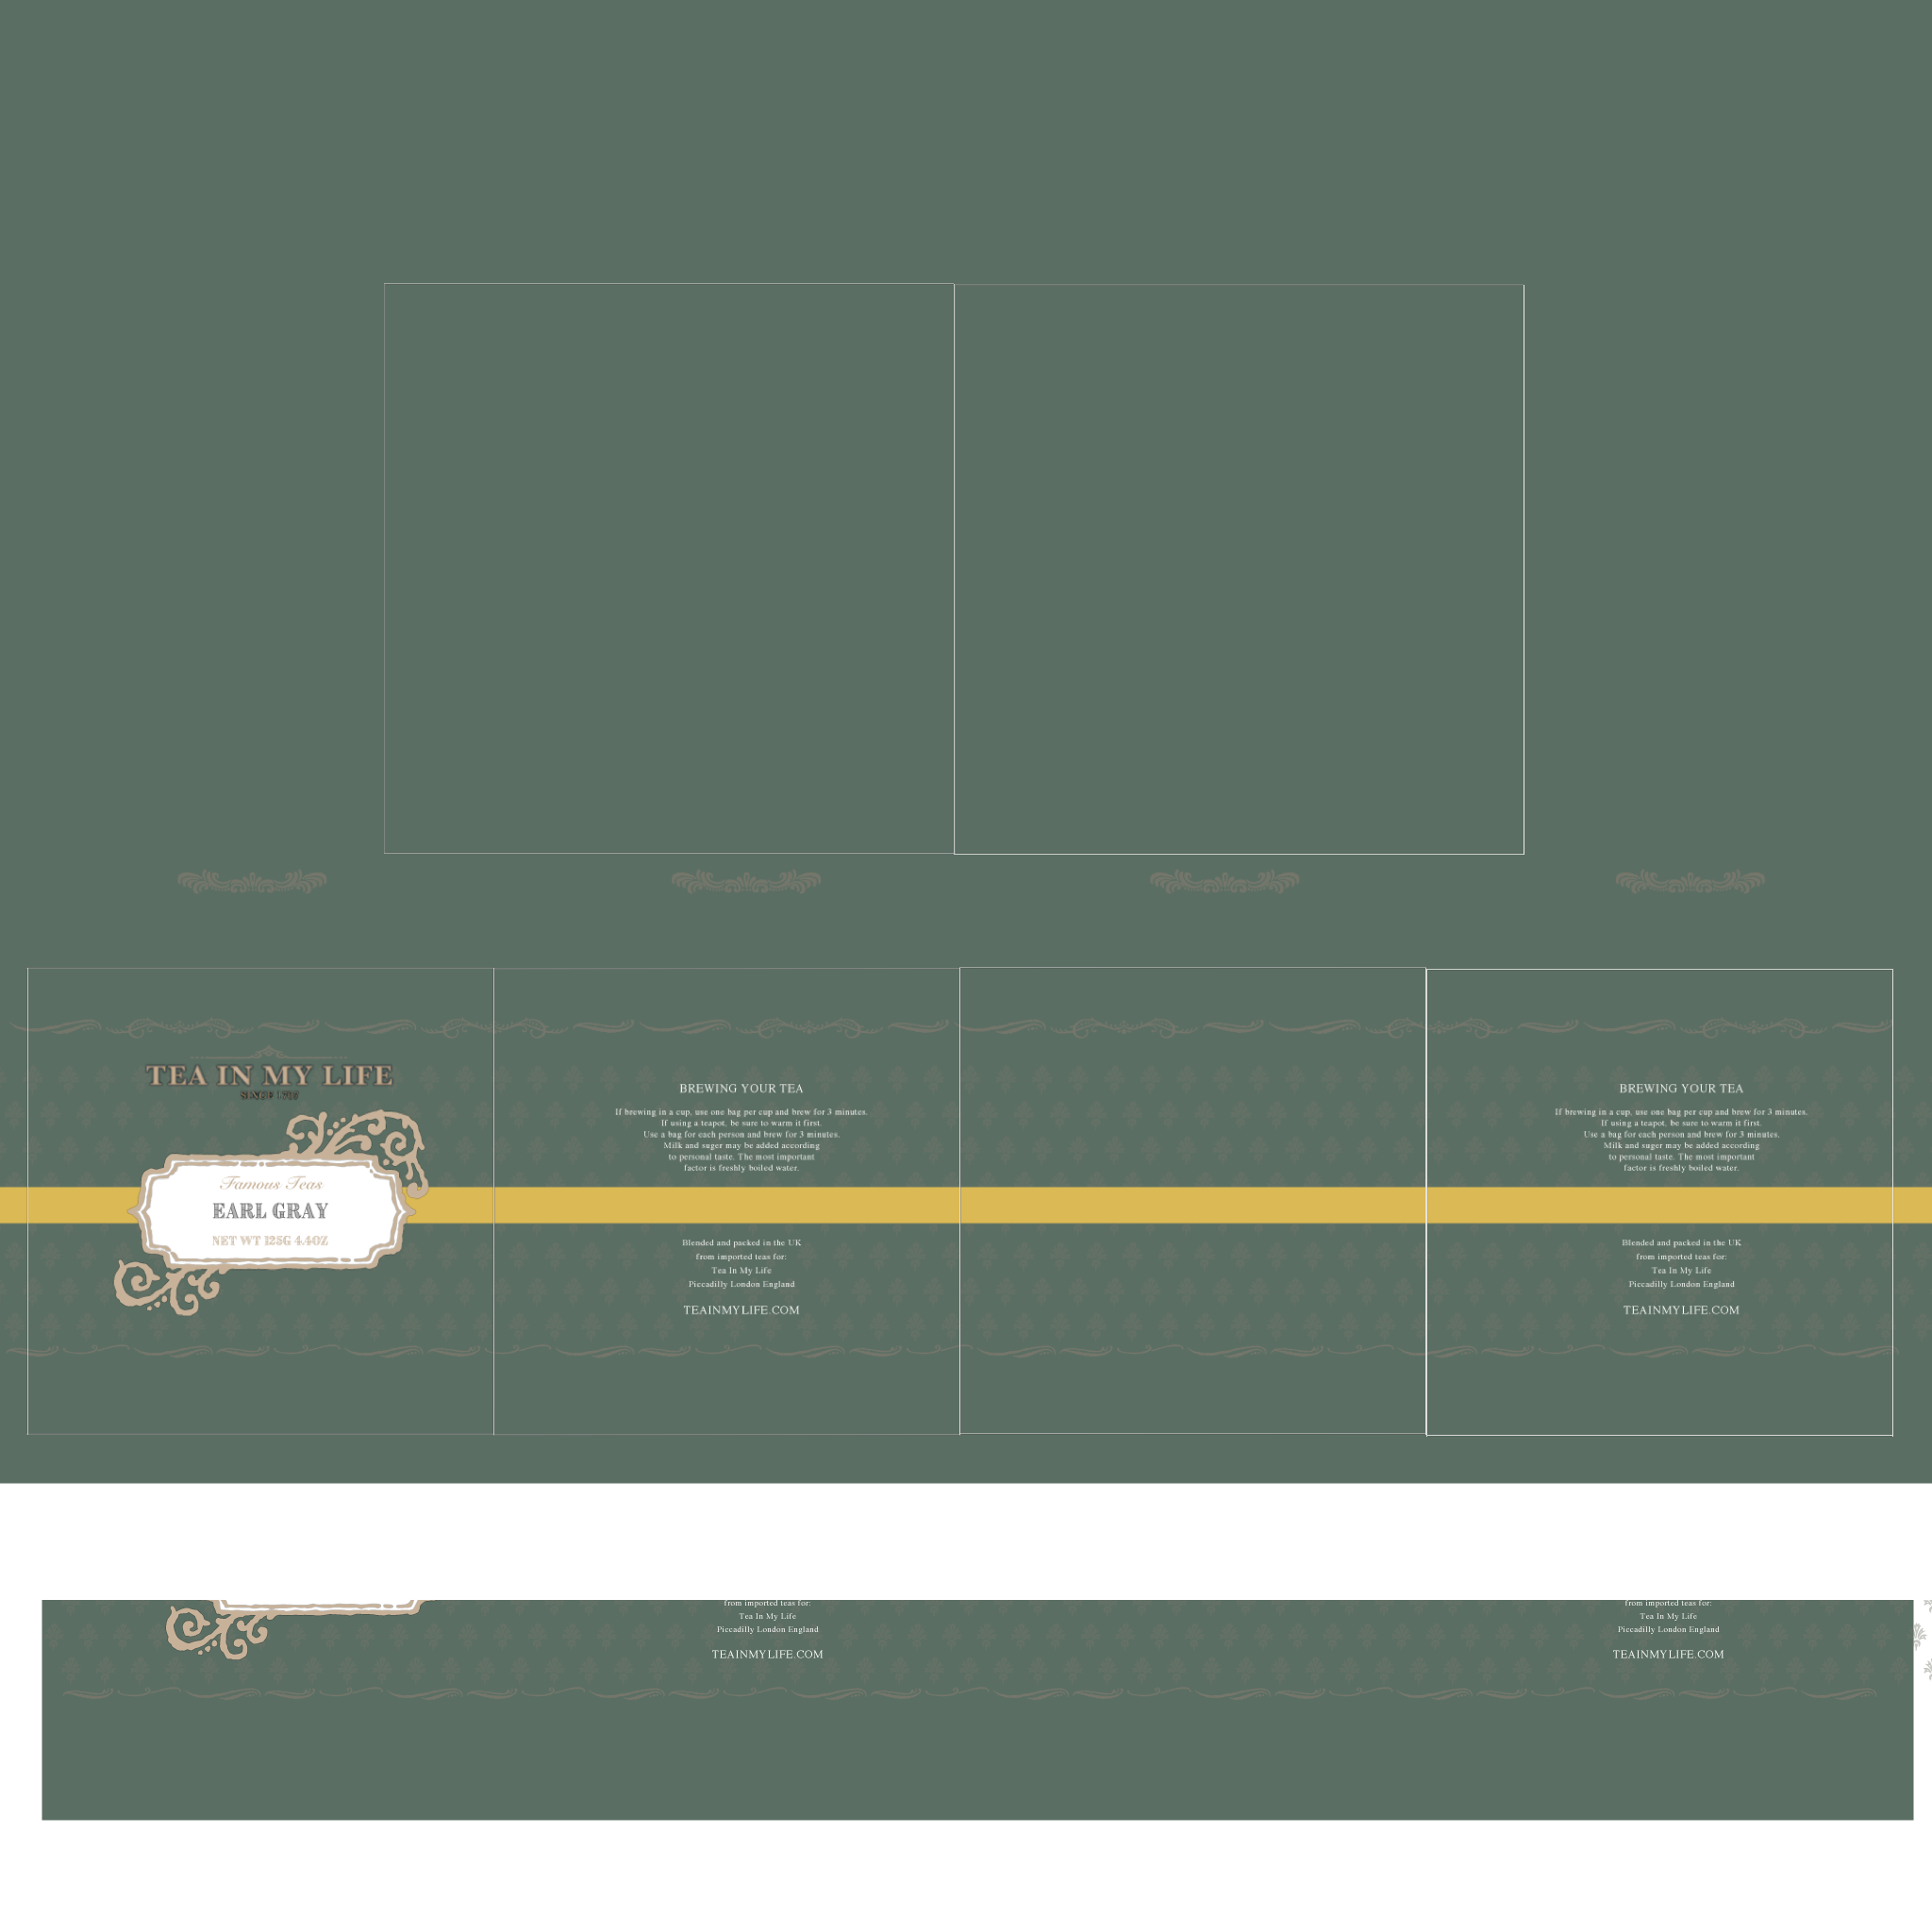 TEA IN MY LIFE
SINCE 1707
Famous Teas
EARL GRAY
NET WT 125G 4.4OZ
BREWING YOUR TEA
If brewing in a cup, use one bag per cup and brew for 3 minutes.
If using a teapot, be sure to warm it first.
Use a bag for each person and brew for 3 minutes.
Milk and suger may be added according
to personal taste. The most important
factor is freshly boiled water.
Blended and packed in the UK
from imported teas for:
Tea In My Life
Piccadilly London England
TEAINMYLIFE.COM
BREWING YOUR TEA
If brewing in a cup, use one bag per cup and brew for 3 minutes.
If using a teapot, be sure to warm it first.
Use a bag for each person and brew for 3 minutes.
Milk and suger may be added according
to personal taste. The most important
factor is freshly boiled water.
Blended and packed in the UK
from imported teas for:
Tea In My Life
Piccadilly London England
TEAINMYLIFE.COM
from imported teas for:
Tea In My Life
Piccadilly London England
TEAINMYLIFE.COM
from imported teas for:
Tea In My Life
Piccadilly London England
TEAINMYLIFE.COM